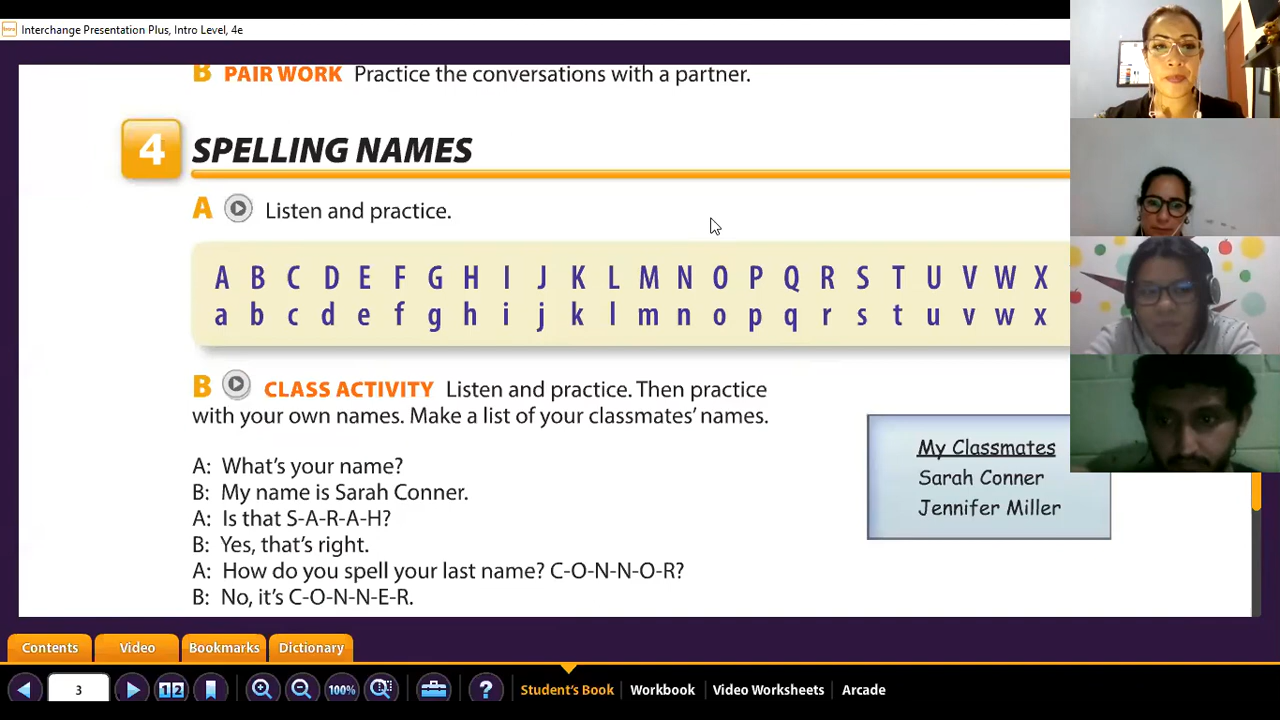 Interchange Presentation Plus, Intro Level, 4e
B PAIR WORK Practice the conversations with a partner.
4 SPELLING NAMES
A Listen and practice.
A B C D E F G H I J K L M N O P Q R S T U V W X
a b c d e f g h i j k l m n o p q r s t u v w x
B CLASS ACTIVITY Listen and practice. Then practice
with your own names. Make a list of your classmates' names.
A: What's your name?
B: My name is Sarah Conner.
A: Is that S-A-R-A-H?
B: Yes, that's right.
A: How do you spell your last name? C-O-N-N-O-R?
B: No, it's C-O-N-N-E-R.
My Classmates
Sarah Conner
Jennifer Miller
Contents Video Bookmarks Dictionary
3 12 100% ? Student's Book Workbook Video Worksheets Arcade